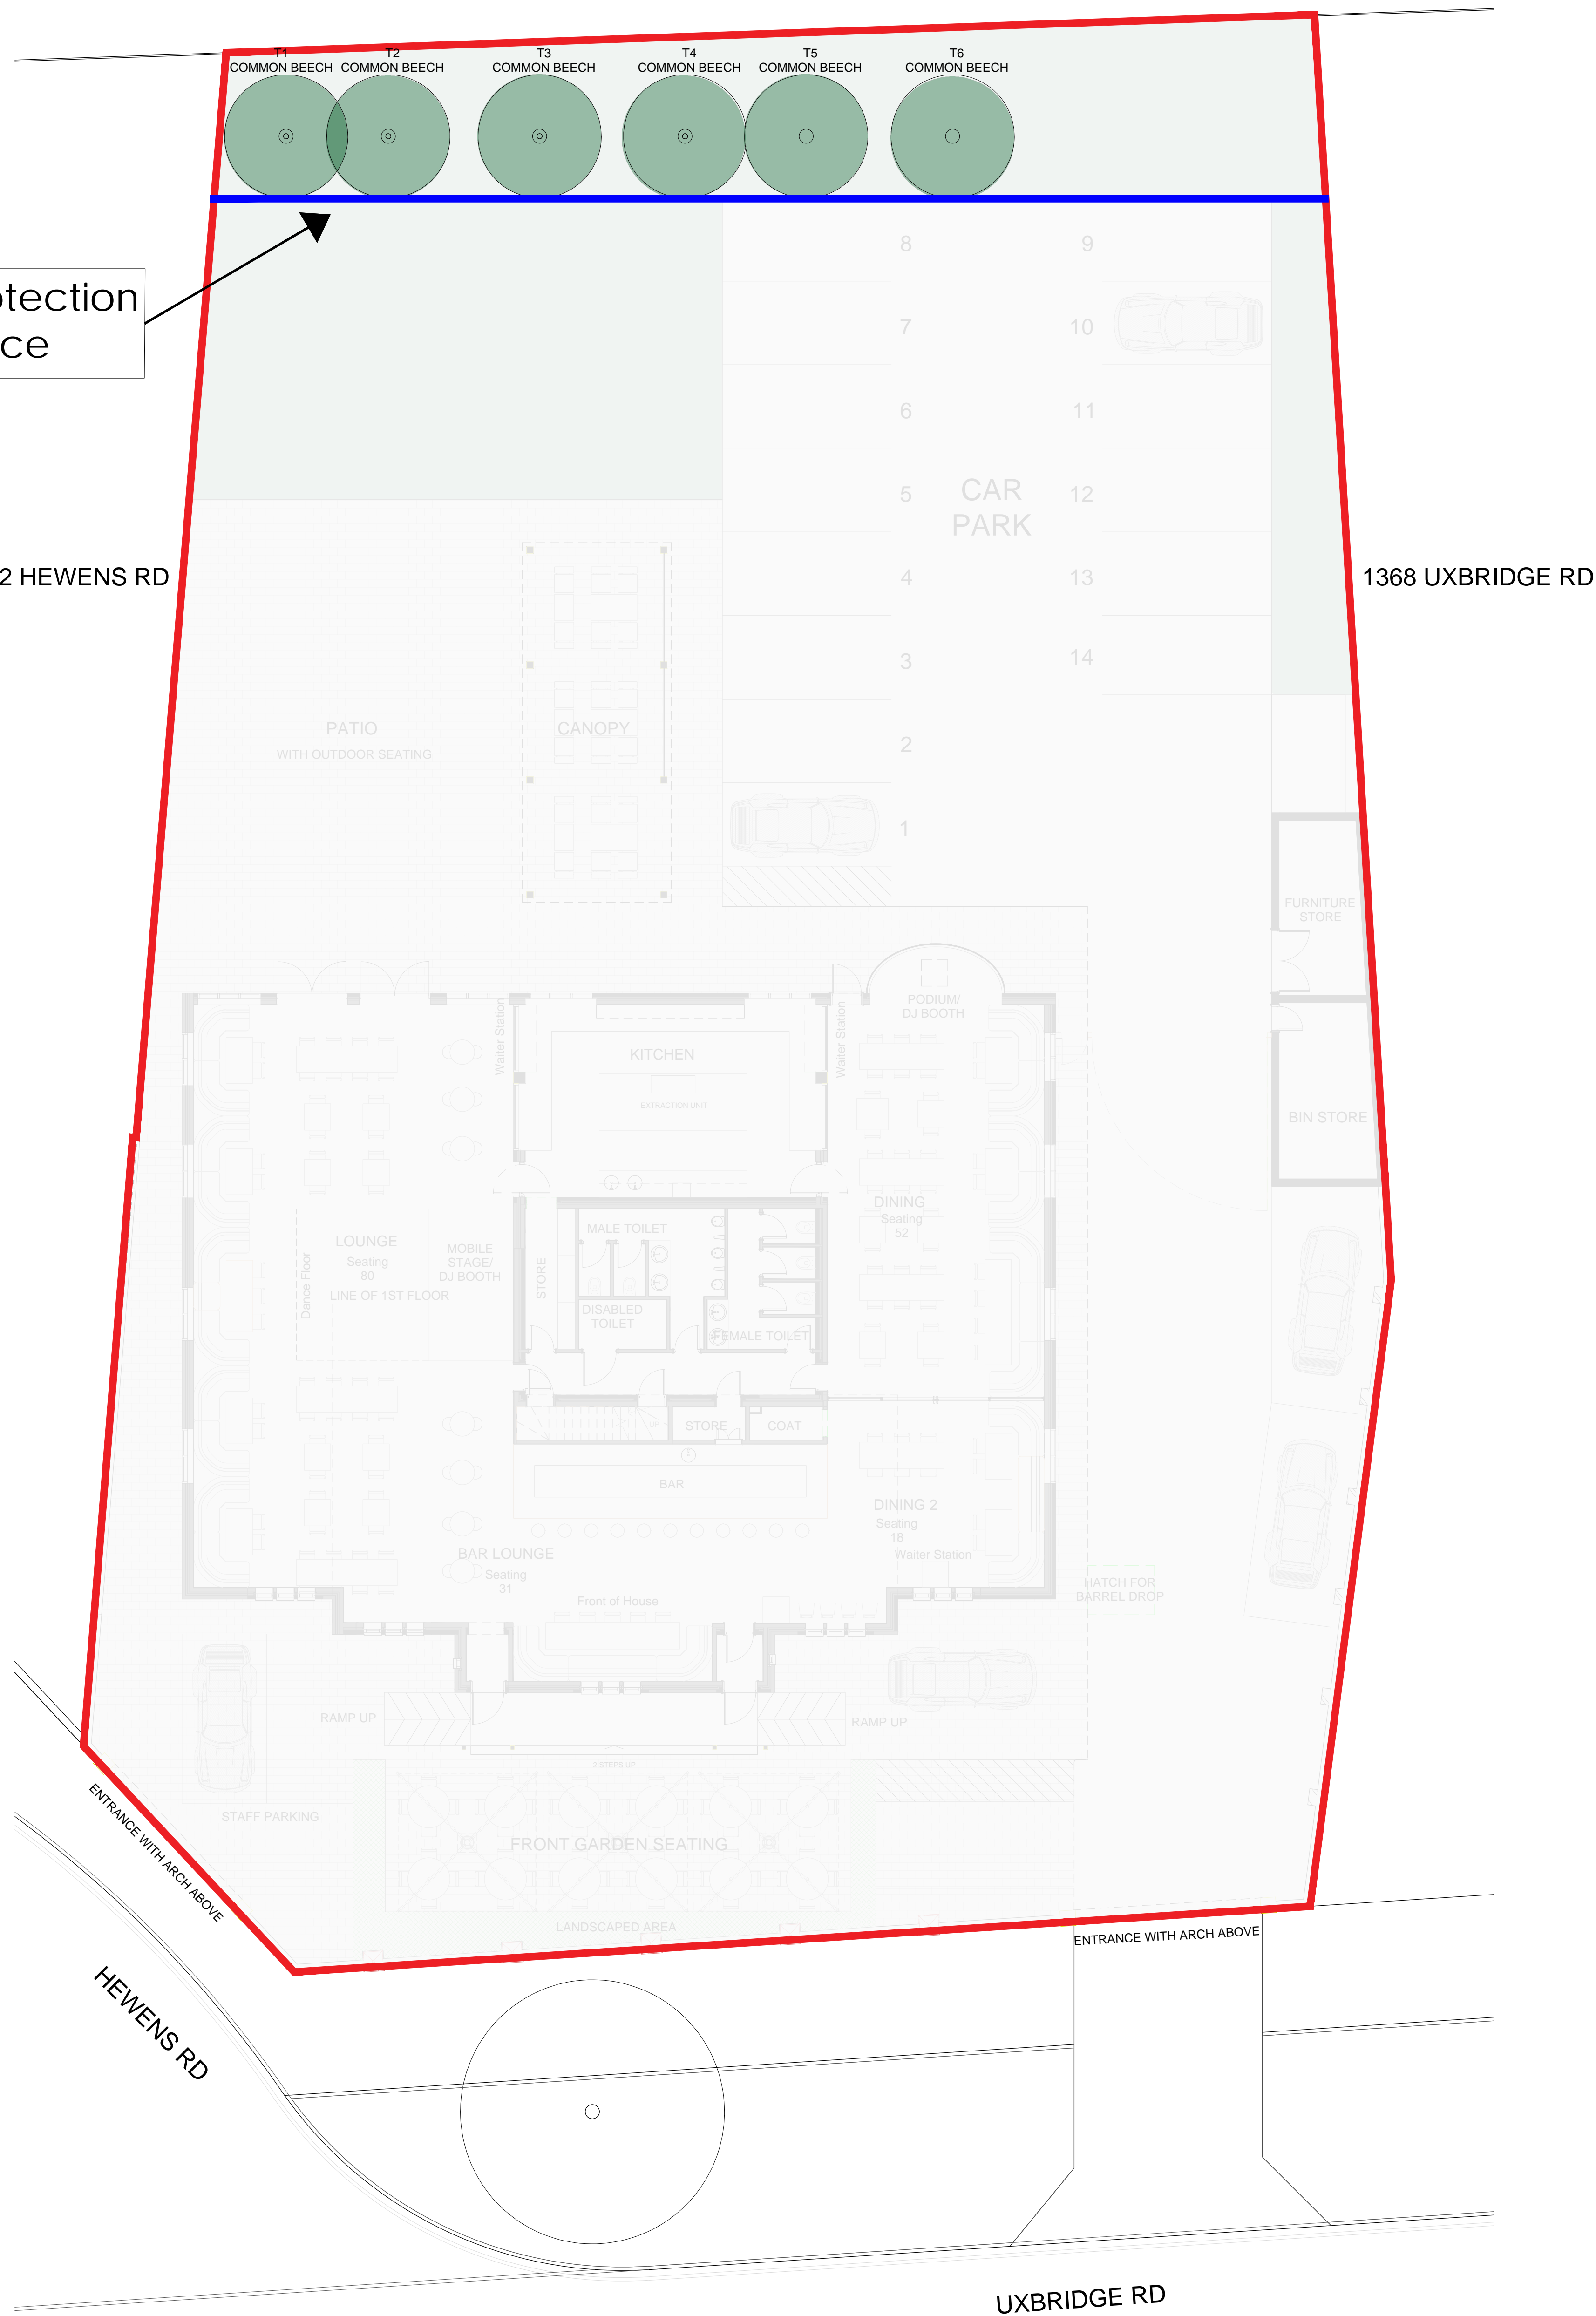 T1
COMMON BEECH
T2
COMMON BEECH
T3
COMMON BEECH
T4
COMMON BEECH
T5
COMMON BEECH
T6
COMMON BEECH
otection
ce
2 HEWENS RD
1368 UXBRIDGE RD
8
9
7
10
6
11
5
12
CAR
PARK
4
13
3
14
2
1
PATIO
WITH OUTDOOR SEATING
CANOPY
FURNITURE
STORE
BIN STORE
PODIUM/
DJ BOOTH
Waiter Station
Waiter Station
KITCHEN
EXTRACTION UNIT
DINING
Seating
52
MALE TOILET
STORE
DISABLED
TOILET
FEMALE TOILET
LOUNGE
Seating
80
LINE OF 1ST FLOOR
Dance Floor
MOBILE
STAGE/
DJ BOOTH
STORE
COAT
BAR
DINING 2
Seating
18
Waiter Station
BAR LOUNGE
Seating
31
Front of House
HATCH FOR
BARREL DROP
RAMP UP
RAMP UP
2 STEPS UP
STAFF PARKING
FRONT GARDEN SEATING
LANDSCAPED AREA
ENTRANCE WITH ARCH ABOVE
ENTRANCE WITH ARCH ABOVE
HEWENS RD
UXBRIDGE RD